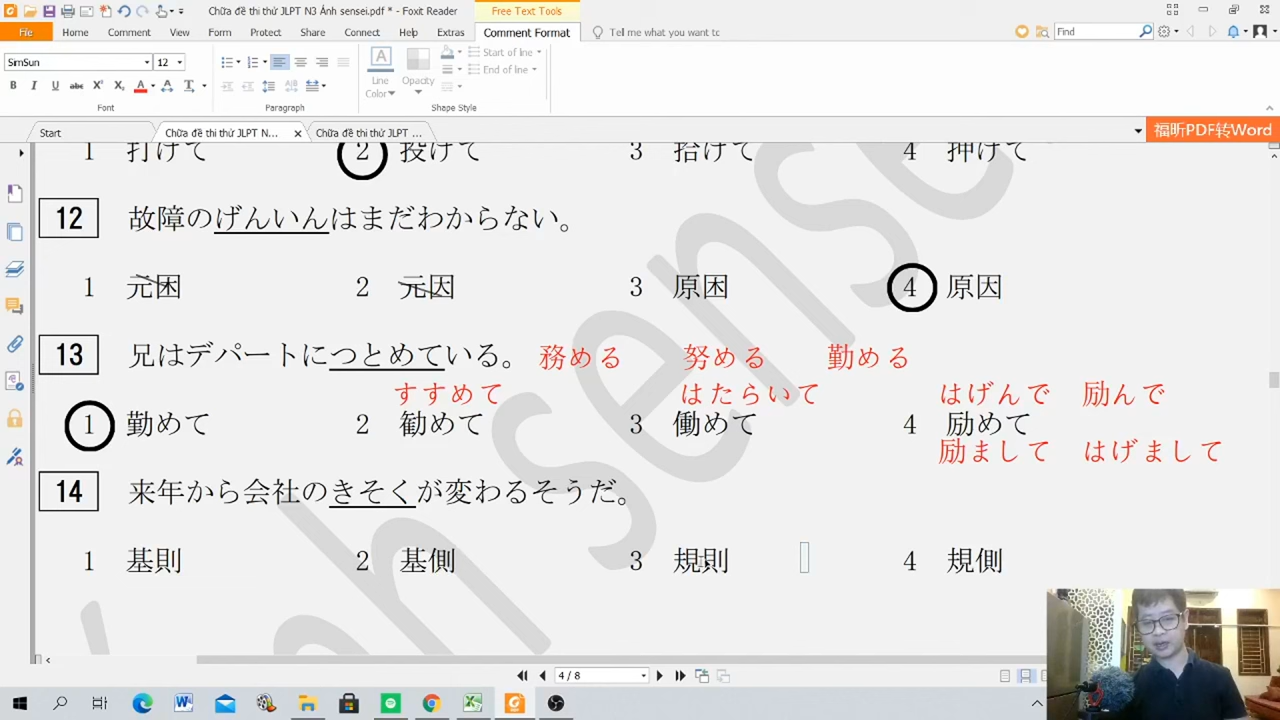 Chữa đề thi thử JLPT N3 Ánh sensei.pdf * - Foxit Reader
Free Text Tools
File Home Comment View Form Protect Share Connect Help Extras Comment Format Tell me what you want tc Find
SimSun 12
Line Color
Opacity
Start of line
End of line
Font Paragraph Shape Style
Start Chữa đề thi thử JLPT N... Chữa đề thi thử JLPT ... 福昕PDF转Word
1 打けて 2 投けて 3 拾けて 4 押けて
12 故障のげんいんはまだわからない。
1 元困 2 元因 3 原困 4 原因
13 兄はデパートにつとめている。 務める 努める 勤める
すすめて はたらいて はげんで 励んで
1 勤めて 2 勧めて 3 働めて 4 励めて
励まして はげまして
14 来年から会社のきそくが変わるそうだ。
1 基則 2 基側 3 規則 4 規側
4 / 8